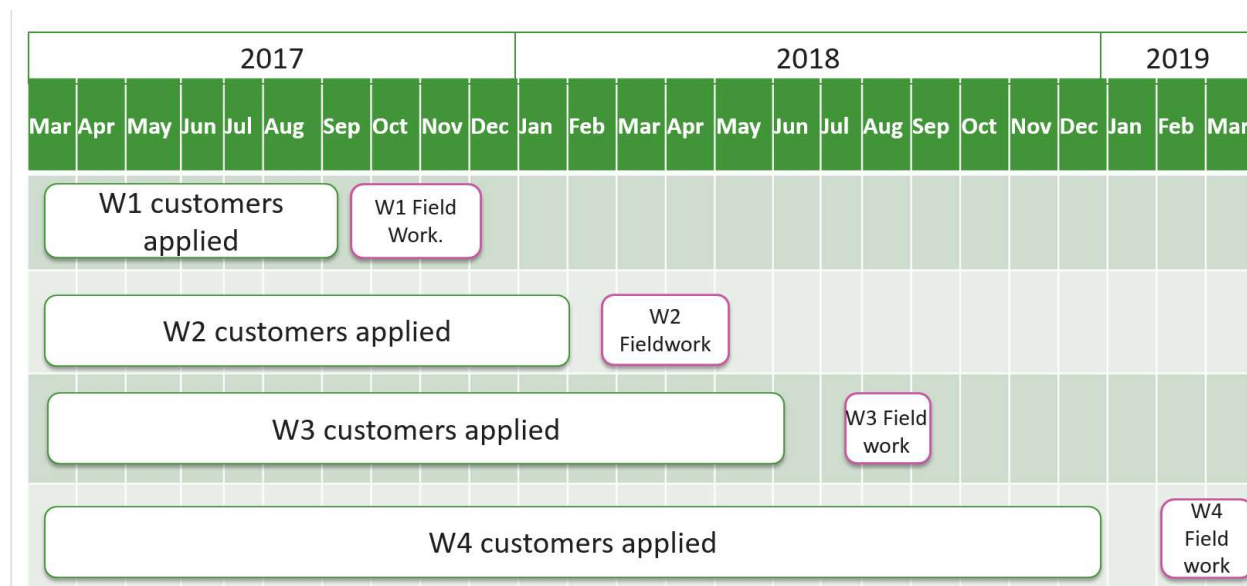 2017 2018 2019
Mar Apr May Jun Jul Aug Sep Oct Nov Dec Jan Feb Mar Apr May Jun Jul Aug Sep Oct Nov Dec Jan Feb Mar
W1 customers
applied
W1 Field
Work.
W2 customers applied
W2
Fieldwork
W3 customers applied
W3 Field
work
W4 customers applied
W4
Field
work